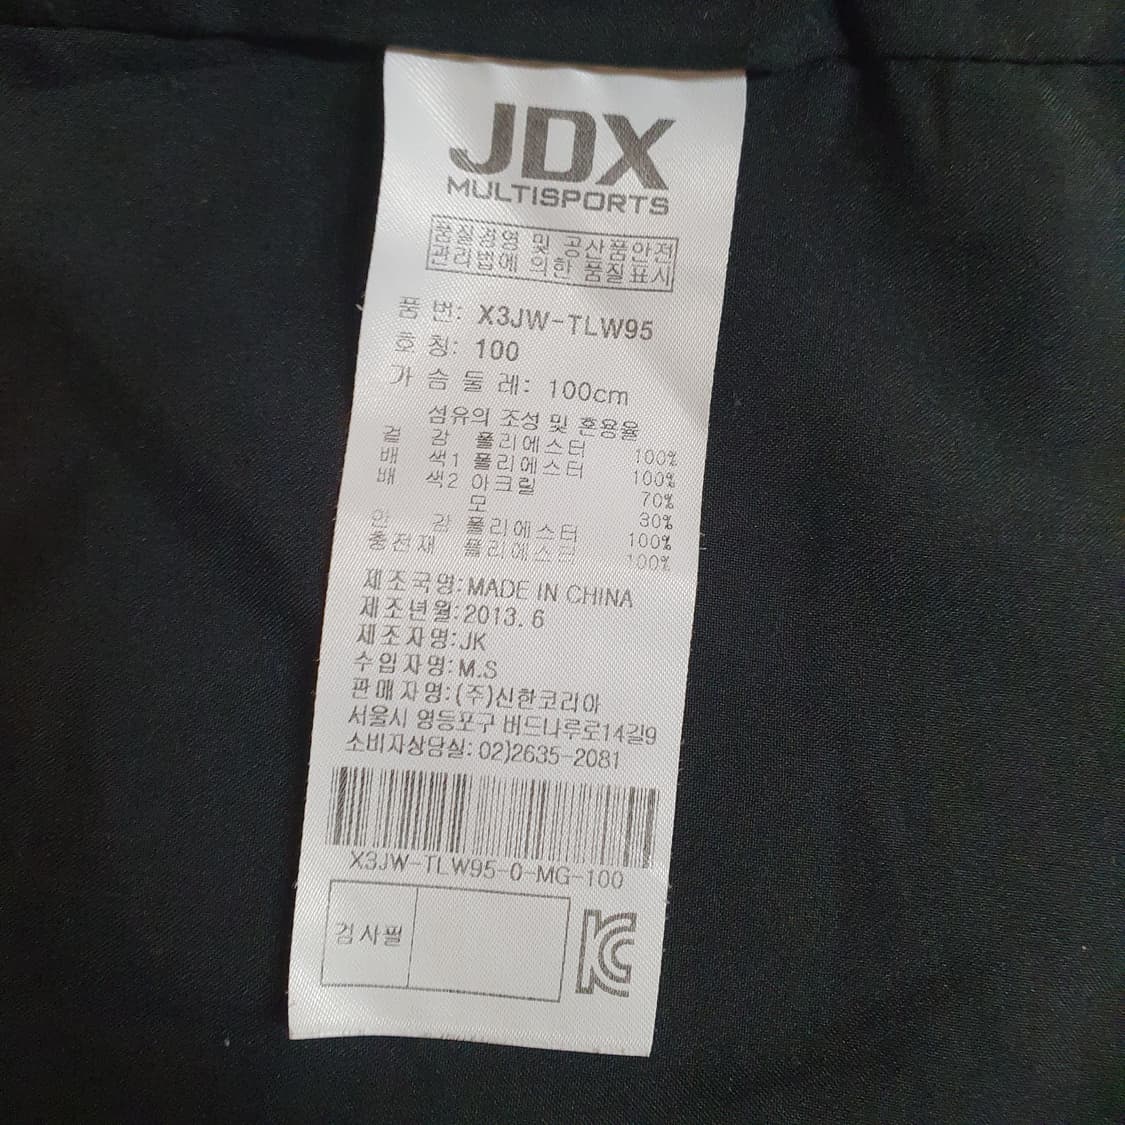 JDX
MULTISPORTS
품질경영 및 공산품안전
관리법에 의한 품질표시
품 번: X3JW-TLW95
호 칭: 100
가 슴 둘 레: 100cm
섬유의 조성 및 혼용율
겉 감 폴리에스터 100%
배 색1 폴리에스터 100%
배 색2 아크릴 70%
모 30%
안 감 폴리에스터 100%
충전재 폴리에스터 100%
제조국명:MADE IN CHINA
제조년월:2013. 6
제조자명:JK
수입자명:M.S
판매자명:(주)신한코리아
서울시 영등포구 버드나루로14길9
소비자상담실: 02)2635-2081
X3JW-TLW95-0-MG-100
검사필
KC